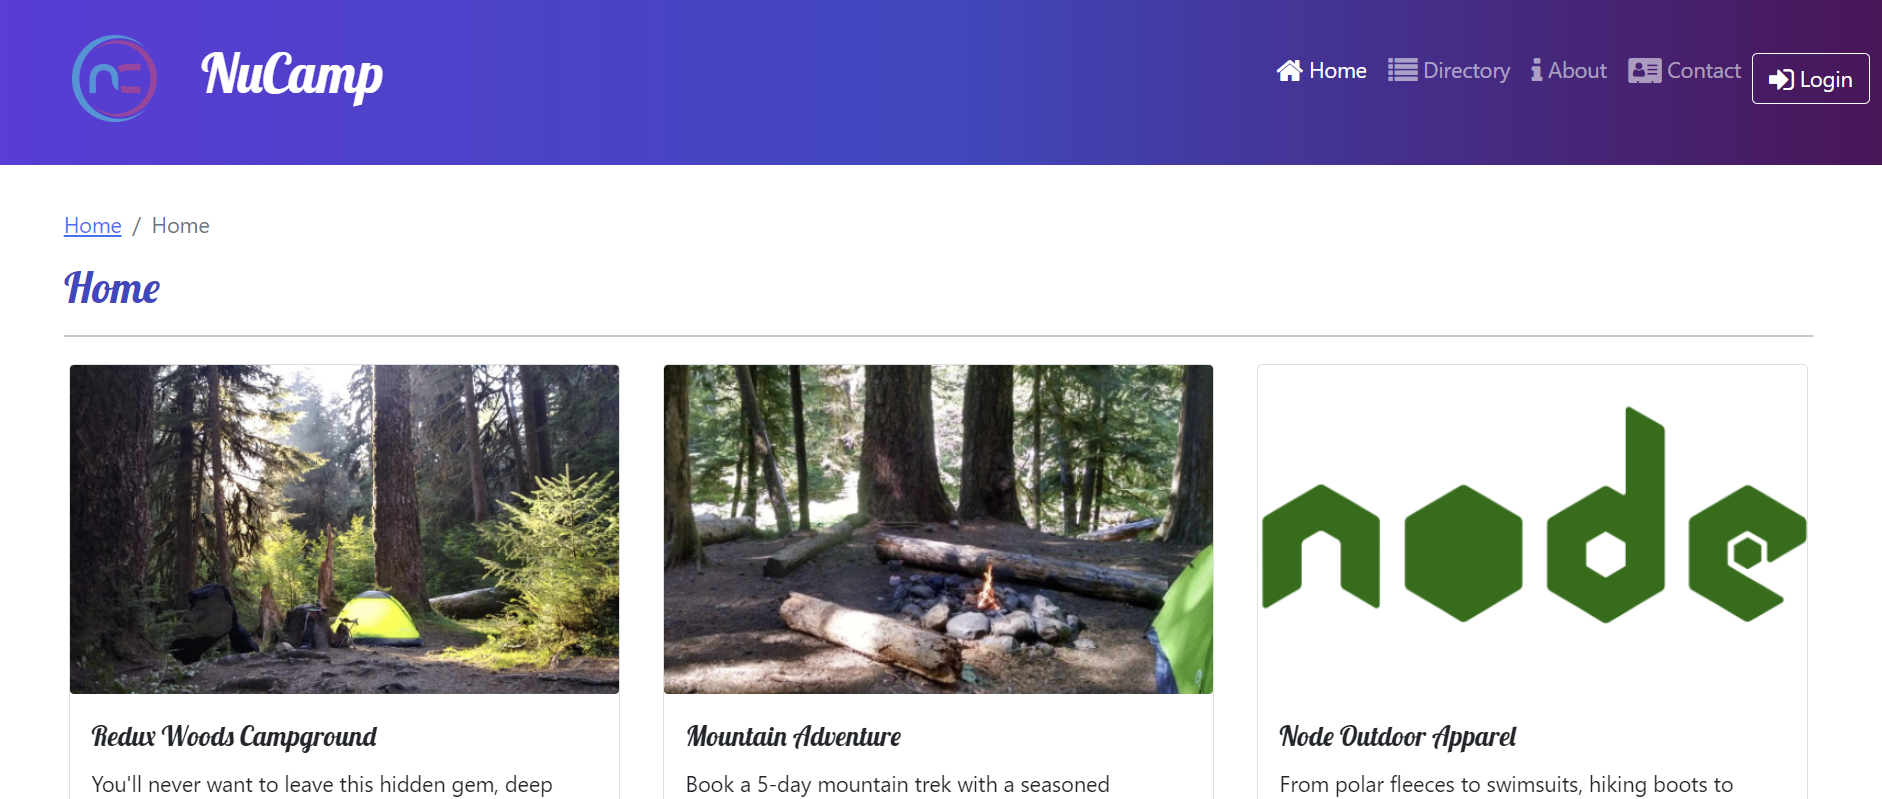 NuCamp
Home Directory About Contact Login
Home / Home
Home
node
Redux Woods Campground
Mountain Adventure
Node Outdoor Apparel
You'll never want to leave this hidden gem, deep
Book a 5-day mountain trek with a seasoned
From polar fleeces to swimsuits, hiking boots to